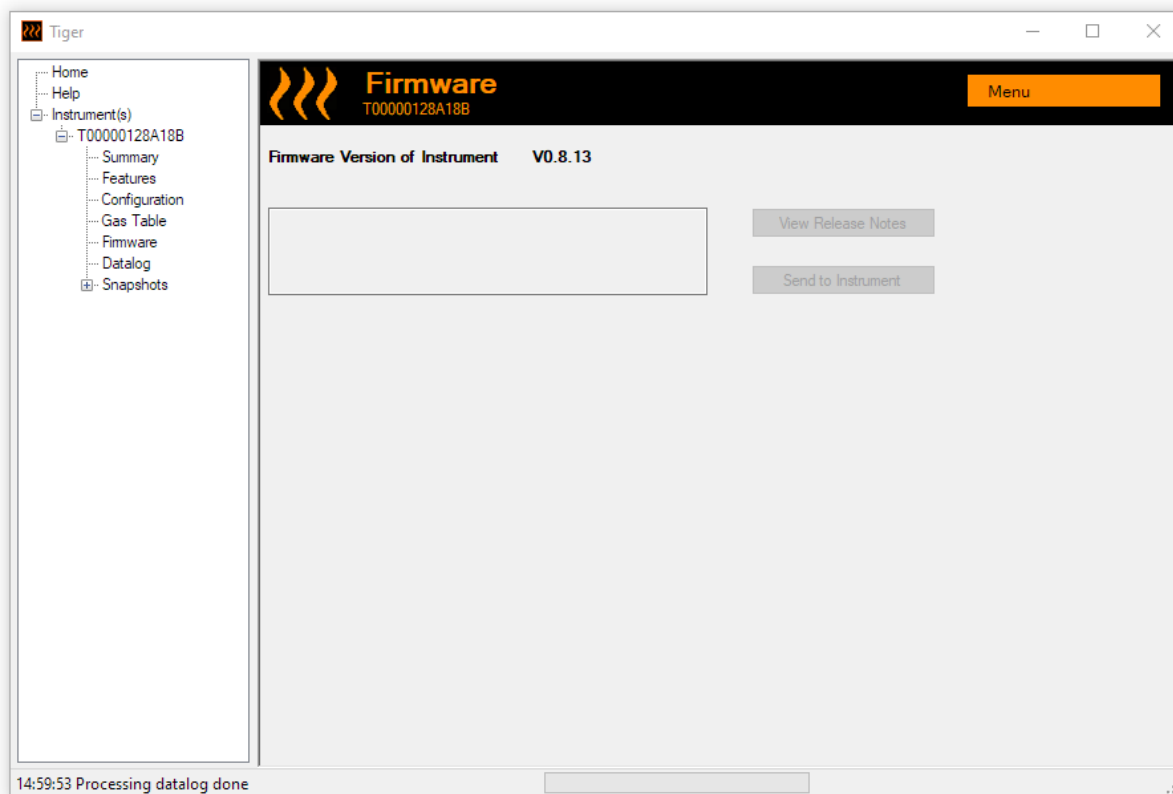 Tiger
Home
Help
Instrument(s)
T00000128A18B
Summary
Features
Configuration
Gas Table
Firmware
Datalog
Snapshots
Firmware
T00000128A18B
Menu
Firmware Version of Instrument V0.8.13
View Release Notes
Send to Instrument
14:59:53 Processing datalog done